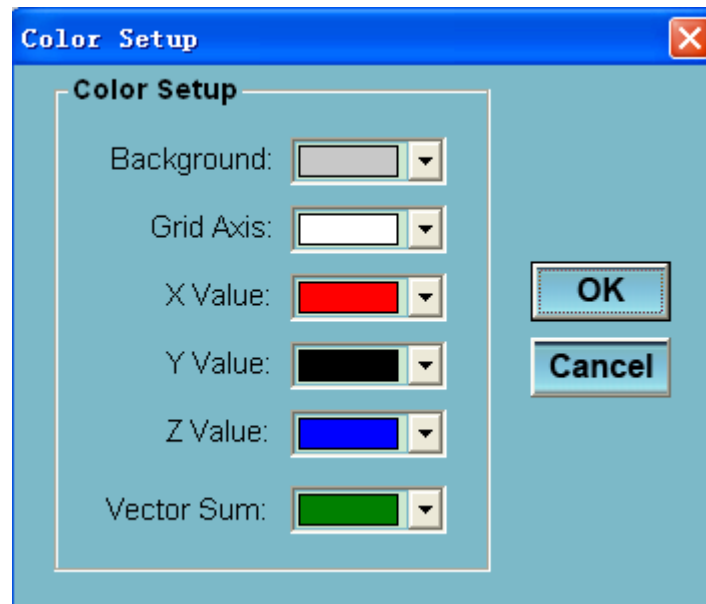 Color Setup
Color Setup
Background:
Grid Axis:
X Value:
OK
Y Value:
Cancel
Z Value:
Vector Sum: